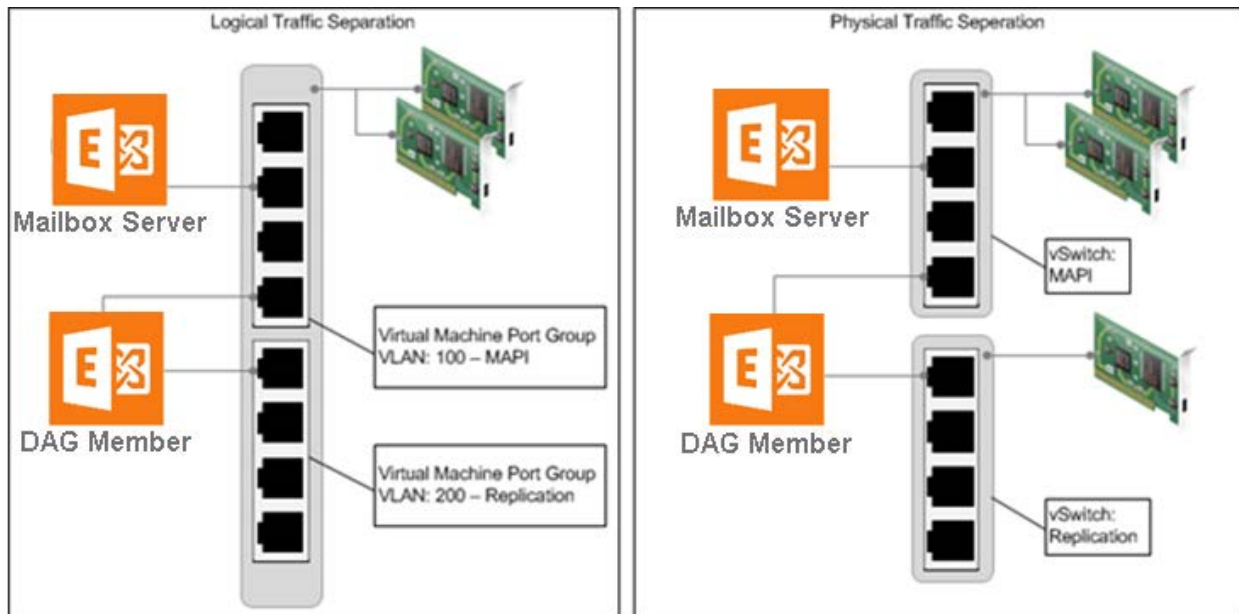 Logical Traffic Separation
E
Mailbox Server
E
DAG Member
Virtual Machine Port Group
VLAN: 100 – MAPI
Virtual Machine Port Group
VLAN: 200 – Replication
Physical Traffic Seperation
E
Mailbox Server
vSwitch:
MAPI
E
DAG Member
vSwitch:
Replication